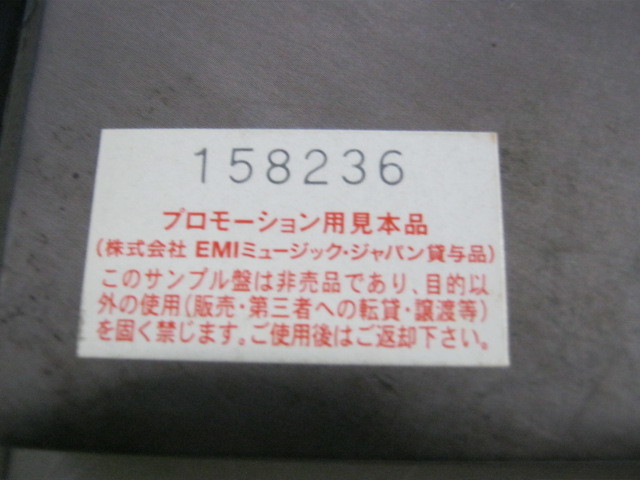 158236
プロモーション用見本品
(株式会社 EMIミュージック・ジャパン貸与品)
このサンプル盤は非売品であり、目的以
外の使用(販売・第三者への転貸・譲渡等)
を固く禁じます。ご使用後はご返却下さい。